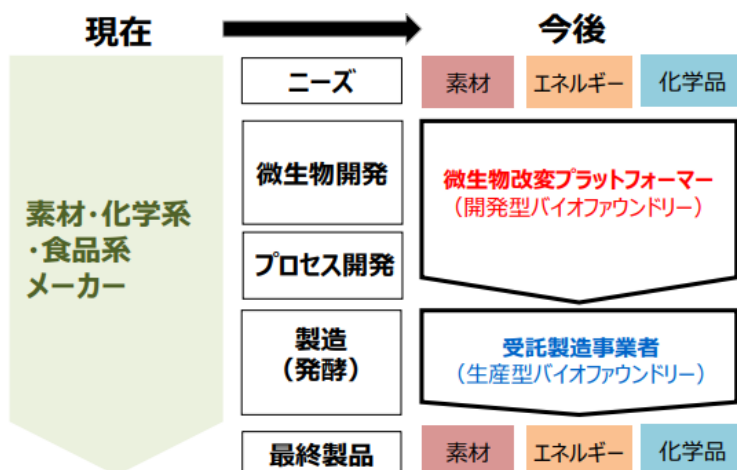 現在
今後
ニーズ
素材
エネルギー
化学品
素材・化学系
・食品系
メーカー
微生物開発
プロセス開発
微生物改変プラットフォーマー
（開発型バイオファウンドリー）
製造
（発酵）
受託製造事業者
（生産型バイオファウンドリー）
最終製品
素材
エネルギー
化学品